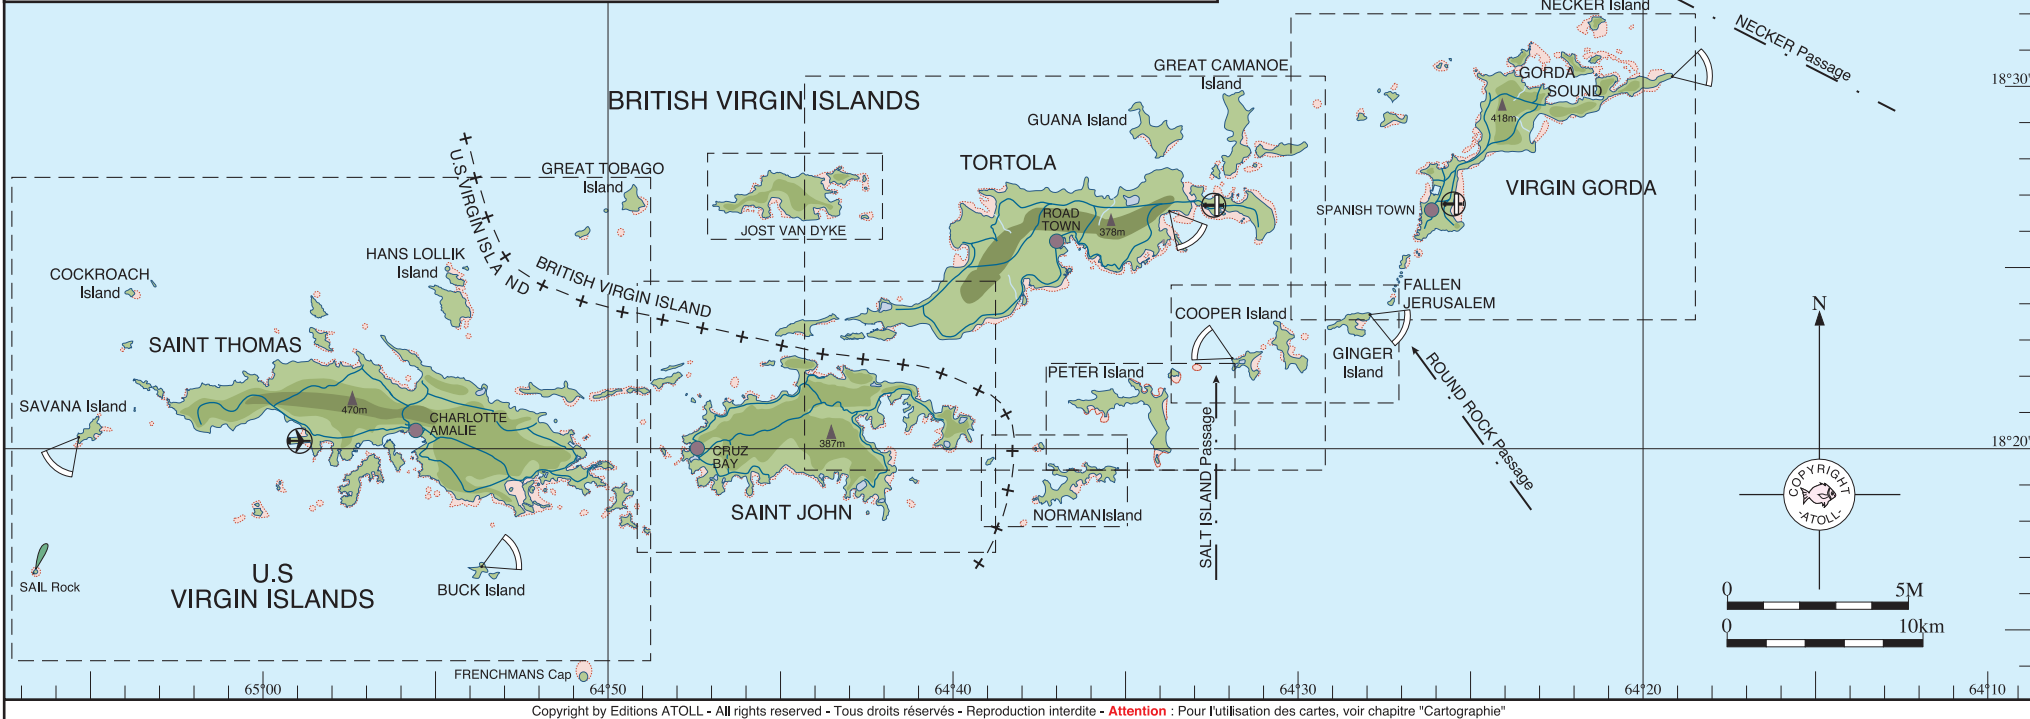 NECKER Island
NECKER Passage
GREAT CAMANOE
Island
GORDA
SOUND
18°30'
BRITISH VIRGIN ISLANDS
GUANA Island
418m
U.S VIRGIN ISLAND
GREAT TOBAGO
Island
TORTOLA
VIRGIN GORDA
SPANISH TOWN
ROAD
TOWN
378m
JOST VAN DYKE
HANS LOLLIK
Island
BRITISH VIRGIN ISLAND
COCKROACH
Island
FALLEN
JERUSALEM
COOPER Island
N
SAINT THOMAS
GINGER
Island
ROUND ROCK Passage
PETER Island
SAVANA Island
470m
CHARLOTTE
AMALIE
387m
CRUZ
BAY
18°20'
SALT ISLAND Passage
SAINT JOHN
NORMAN Island
COPYRIGHT
-ATOLL-
SAIL Rock
U.S
VIRGIN ISLANDS
BUCK Island
0 5M
0 10km
FRENCHMANS Cap
65°00 64°50 64°40 64°30 64°20 64°10
Copyright by Editions ATOLL - All rights reserved - Tous droits réservés - Reproduction interdite - Attention : Pour l'utilisation des cartes, voir chapitre "Cartographie"